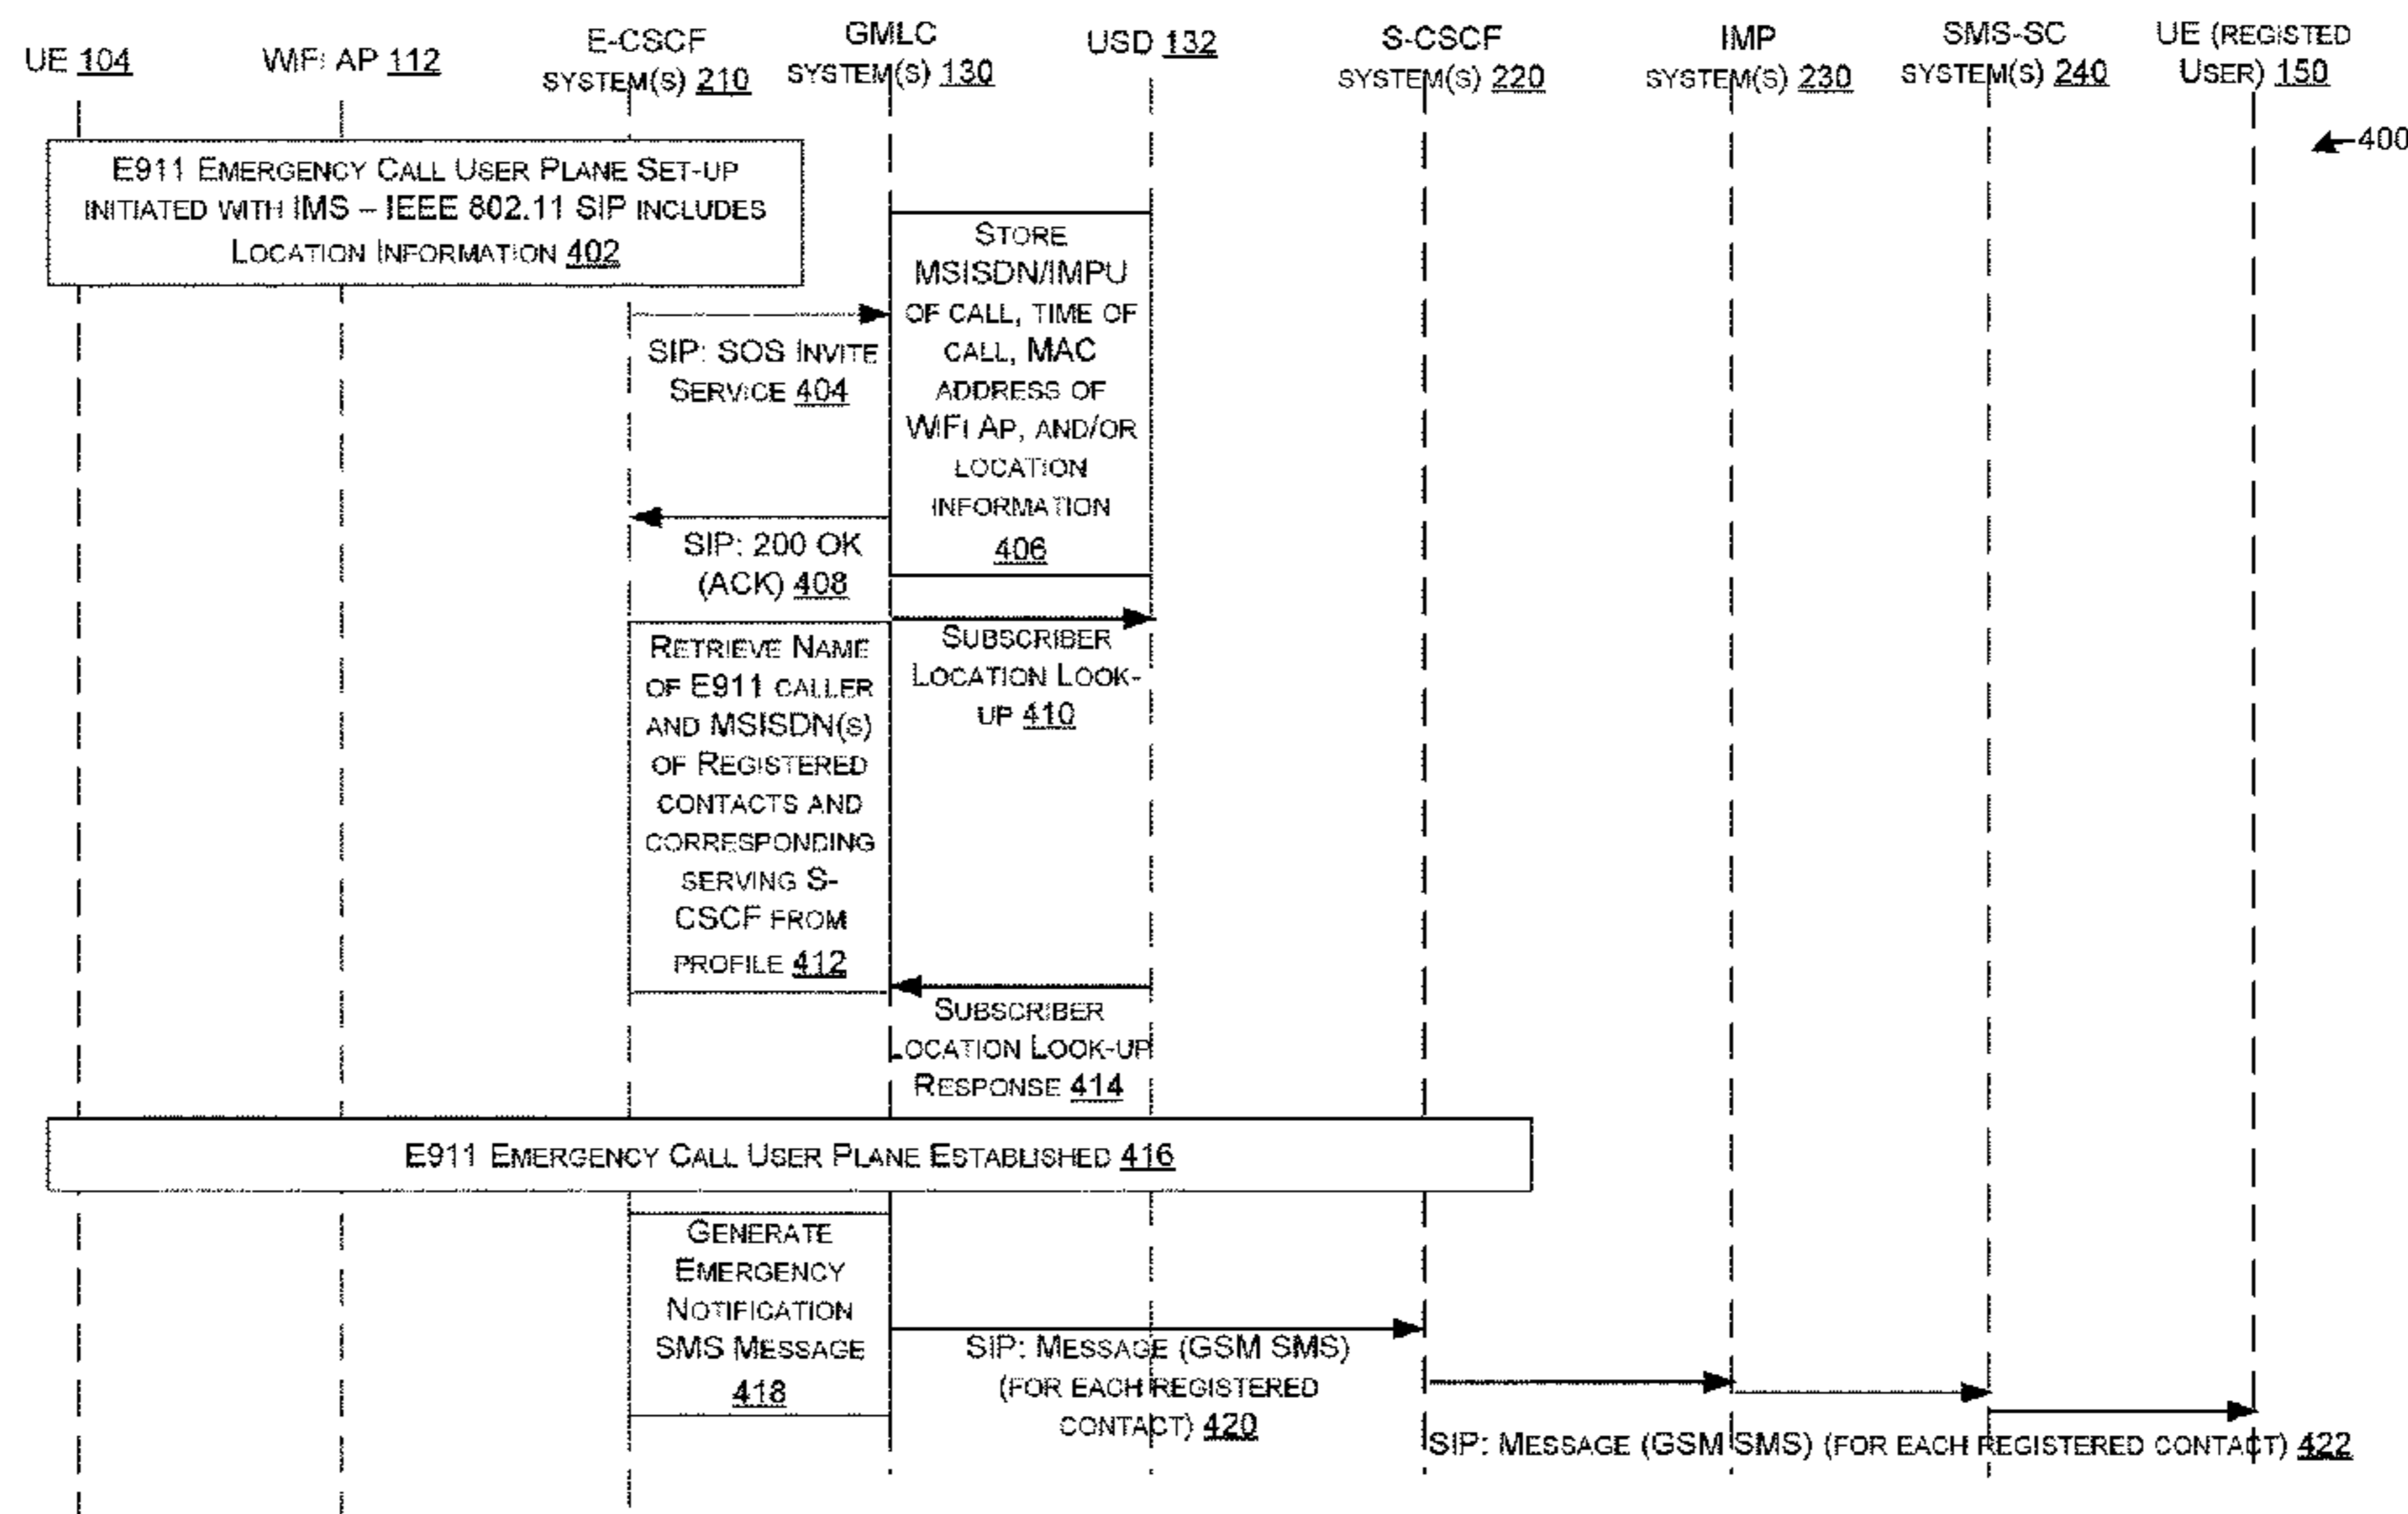 UE 104
WiFi AP 112
E-CSCF
SYSTEM(S) 210
GMLC
SYSTEM(S) 130
USD 132
S-CSCF
SYSTEM(S) 220
IMP
SYSTEM(S) 230
SMS-SC
SYSTEM(S) 240
UE (REGISTED
USER) 150
400
E911 EMERGENCY CALL USER PLANE SET-UP
INITIATED WITH IMS – IEEE 802.11 SIP INCLUDES
LOCATION INFORMATION 402
SIP: SOS INVITE
SERVICE 404
STORE
MSISDN/IMPU
OF CALL, TIME OF
CALL, MAC
ADDRESS OF
WIFI AP, AND/OR
LOCATION
INFORMATION
406
SIP: 200 OK
(ACK) 408
SUBSCRIBER
LOCATION LOOK-
UP 410
RETRIEVE NAME
OF E911 CALLER
AND MSISDN(S)
OF REGISTERED
CONTACTS AND
CORRESPONDING
SERVING S-
CSCF FROM
PROFILE 412
SUBSCRIBER
LOCATION LOOK-UP
RESPONSE 414
E911 EMERGENCY CALL USER PLANE ESTABLISHED 416
GENERATE
EMERGENCY
NOTIFICATION
SMS MESSAGE
418
SIP: MESSAGE (GSM SMS)
(FOR EACH REGISTERED
CONTACT) 420
SIP: MESSAGE (GSM SMS) (FOR EACH REGISTERED CONTACT) 422